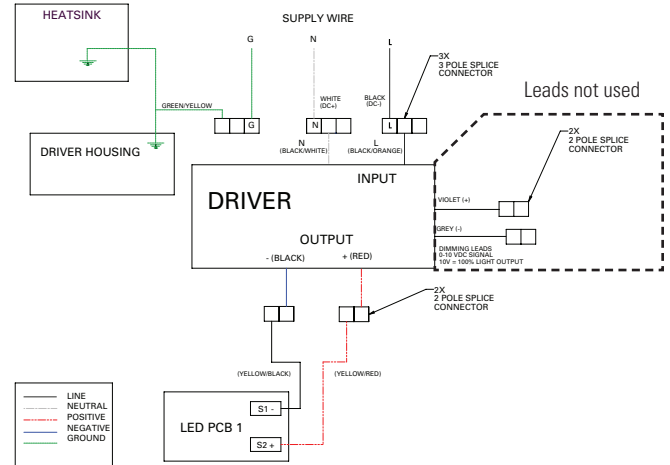 HEATSINK
SUPPLY WIRE
G
N
L
3X
3 POLE SPLICE
CONNECTOR
Leads not used
WHITE
(DC+)
BLACK
(DC-)
GREEN/YELLOW
G
N
L
2X
2 POLE SPLICE
CONNECTOR
DRIVER HOUSING
N
(BLACK/WHITE)
L
(BLACK/ORANGE)
INPUT
DRIVER
VIOLET (+)
GREY (-)
OUTPUT
DIMMING LEADS
0-10 VDC SIGNAL
10V = 100% LIGHT OUTPUT
- (BLACK)
+ (RED)
2X
2 POLE SPLICE
CONNECTOR
(YELLOW/BLACK)
(YELLOW/RED)
LINE
NEUTRAL
POSITIVE
NEGATIVE
GROUND
LED PCB 1
S1 -
S2 +